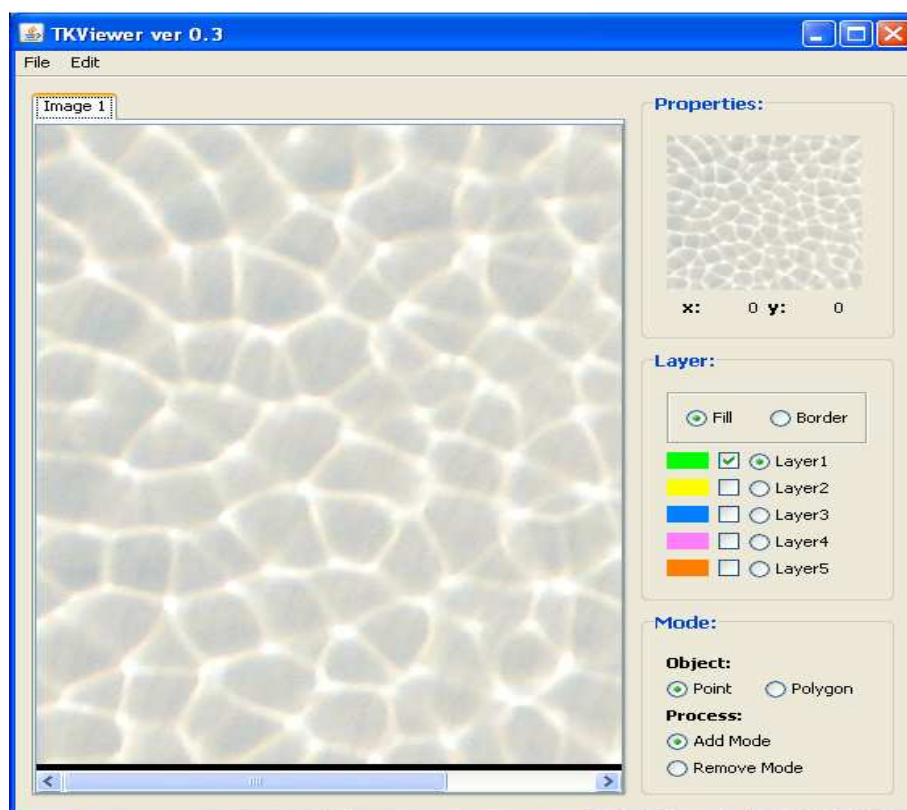 TKViewer ver 0.3
File Edit
Image 1
Properties:
x: 0 y: 0
Layer:
Fill Border
Layer1
Layer2
Layer3
Layer4
Layer5
Mode:
Object:
Point Polygon
Process:
Add Mode
Remove Mode